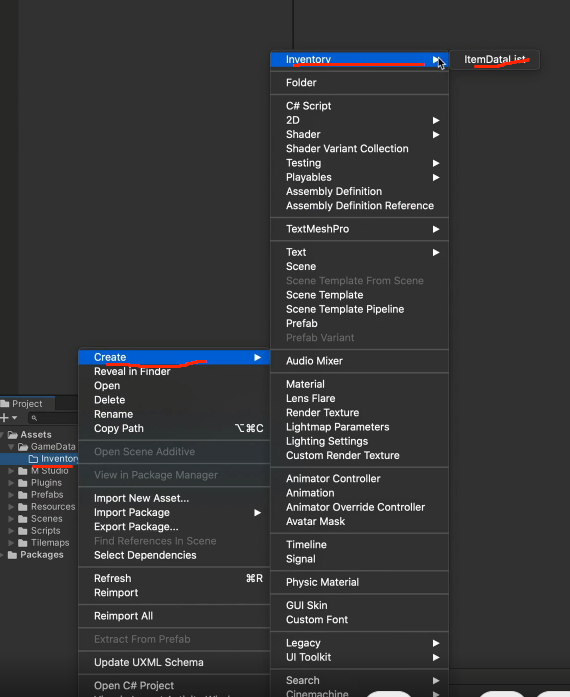 Inventory
ItemDataList
Folder
C# Script
2D
Shader
Shader Variant Collection
Testing
Playables
Assembly Definition
Assembly Definition Reference
TextMeshPro
Text
Scene
Scene Template From Scene
Scene Template
Scene Template Pipeline
Prefab
Prefab Variant
Audio Mixer
Material
Lens Flare
Render Texture
Lightmap Parameters
Lighting Settings
Custom Render Texture
Animator Controller
Animation
Animator Override Controller
Avatar Mask
Timeline
Signal
Physic Material
GUI Skin
Custom Font
Legacy
UI Toolkit
Search
Cinemachine
Create
Reveal in Finder
Open
Delete
Rename
Copy Path ⌥⌘C
Open Scene Additive
View in Package Manager
Import New Asset...
Import Package
Export Package...
Find References In Scene
Select Dependencies
Refresh ⌘R
Reimport
Reimport All
Extract From Prefab
Update UXML Schema
Open C# Project
Project
Assets
GameData
Inventory
M Studio
Plugins
Prefabs
Resources
Scenes
Scripts
Tilemaps
Packages